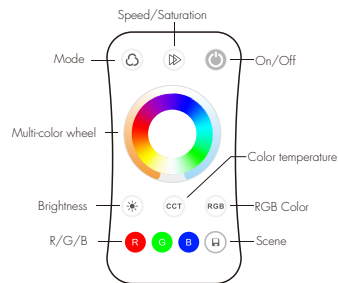 Speed/Saturation
Mode
On/Off
Multi-color wheel
Color temperature
Brightness
CCT
RGB
RGB Color
R/G/B
R
G
B
Scene